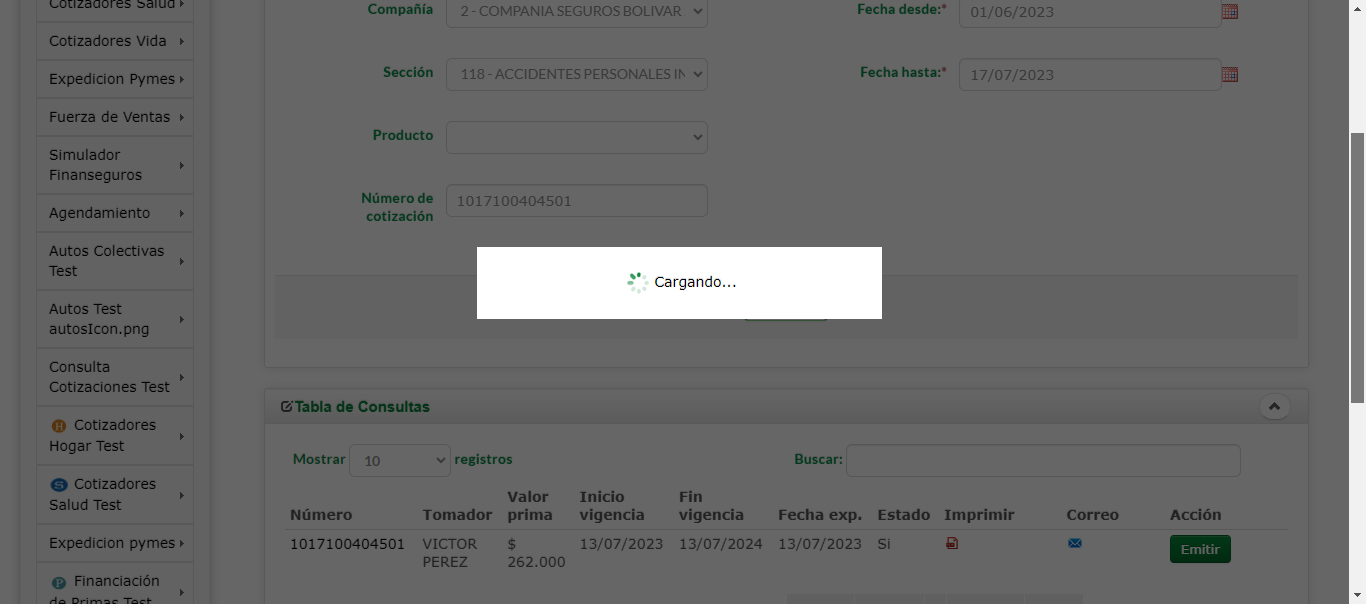 Cotizadores Salud
Cotizadores Vida
Expedicion Pymes
Fuerza de Ventas
Simulador
Finanseguros
Agendamiento
Autos Colectivas
Test
Autos Test
autosIcon.png
Consulta
Cotizaciones Test
H Cotizadores
Hogar Test
S Cotizadores
Salud Test
Expedicion pymes
P Financiación
de Primas Test
Compañía 2 - COMPANIA SEGUROS BOLIVAR Fecha desde:* 01/06/2023
Sección 118 - ACCIDENTES PERSONALES IN Fecha hasta:* 17/07/2023
Producto
Número de
cotización 1017100404501
Cargando...
Tabla de Consultas
Mostrar 10 registros Buscar:
Número Tomador Valor prima Inicio vigencia Fin vigencia Fecha exp. Estado Imprimir Correo Acción
1017100404501 VICTOR PEREZ $ 262.000 13/07/2023 13/07/2024 13/07/2023 Si Emitir